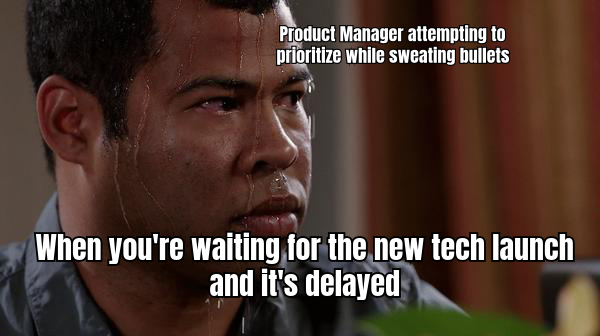 Product Manager attempting to
prioritize while sweating bullets
When you're waiting for the new tech launch
and it's delayed